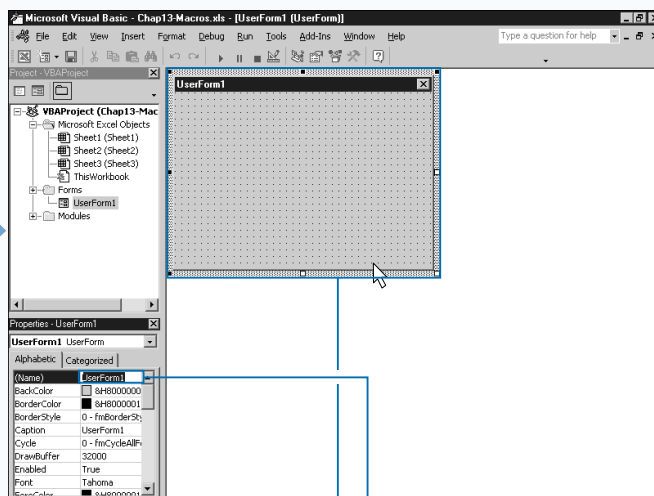 Microsoft Visual Basic - Chap13-Macros.xls - [UserForm1 (UserForm)]
File Edit View Insert Format Debug Run Tools Add-Ins Window Help
Type a question for help
Project - VBAProject
UserForm1
VBAProject (Chap13-Mac
Microsoft Excel Objects
Sheet1 (Sheet1)
Sheet2 (Sheet2)
Sheet3 (Sheet3)
ThisWorkbook
Forms
UserForm1
Modules
Properties - UserForm1
UserForm1 UserForm
Alphabetic Categorized
(Name) UserForm1
BackColor &H8000000
BorderColor &H8000001
BorderStyle 0 - fmBorderSty
Caption UserForm1
Cycle 0 - fmCycleAllFo
DrawBuffer 32000
Enabled True
Font Tahoma
ForeColor &H8000001